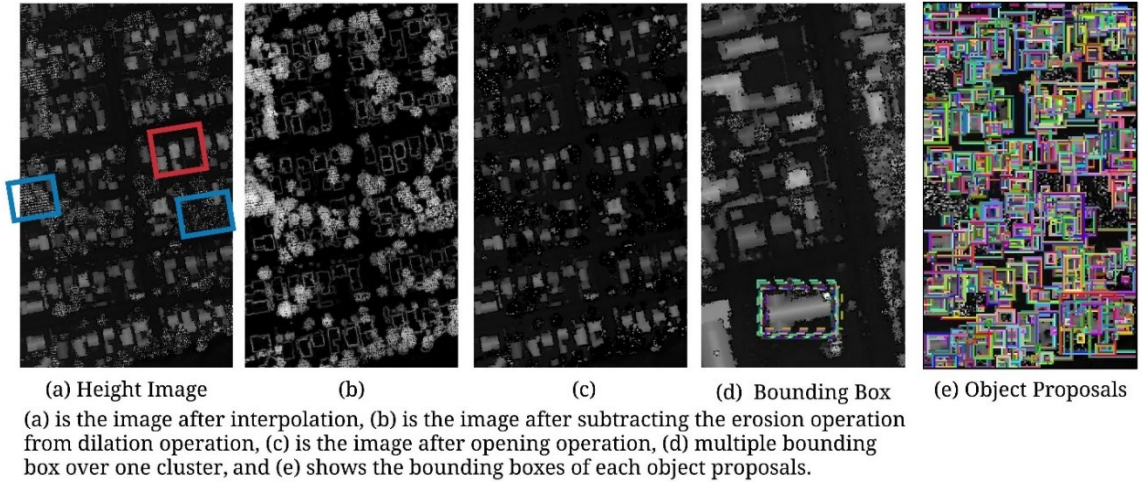 (a) Height Image
(b)
(c)
(d) Bounding Box
(e) Object Proposals
(a) is the image after interpolation, (b) is the image after subtracting the erosion operation
from dilation operation, (c) is the image after opening operation, (d) multiple bounding
box over one cluster, and (e) shows the bounding boxes of each object proposals.